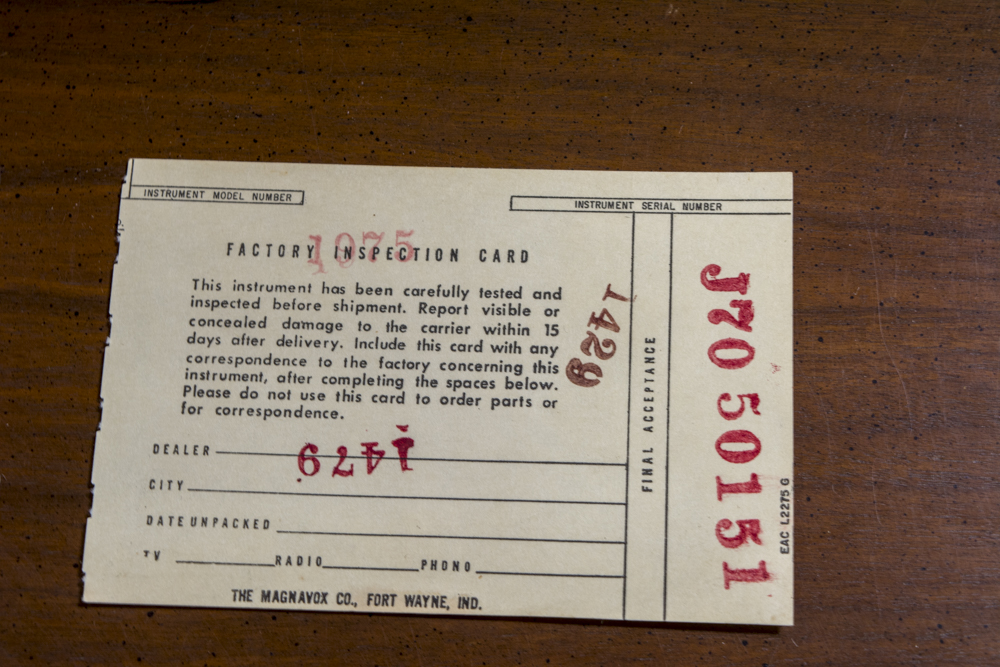 INSTRUMENT MODEL NUMBER
INSTRUMENT SERIAL NUMBER
1075
FACTORY INSPECTION CARD
This instrument has been carefully tested and
inspected before shipment. Report visible or
concealed damage to the carrier within 15
days after delivery. Include this card with any
correspondence to the factory concerning this
instrument, after completing the spaces below.
Please do not use this card to order parts or
for correspondence.
1429
DEALER
1429
CITY
DATE UNPACKED
TV RADIO PHONO
THE MAGNAVOX CO., FORT WAYNE, IND.
FINAL ACCEPTANCE
J70 50151
EAC L2275 G